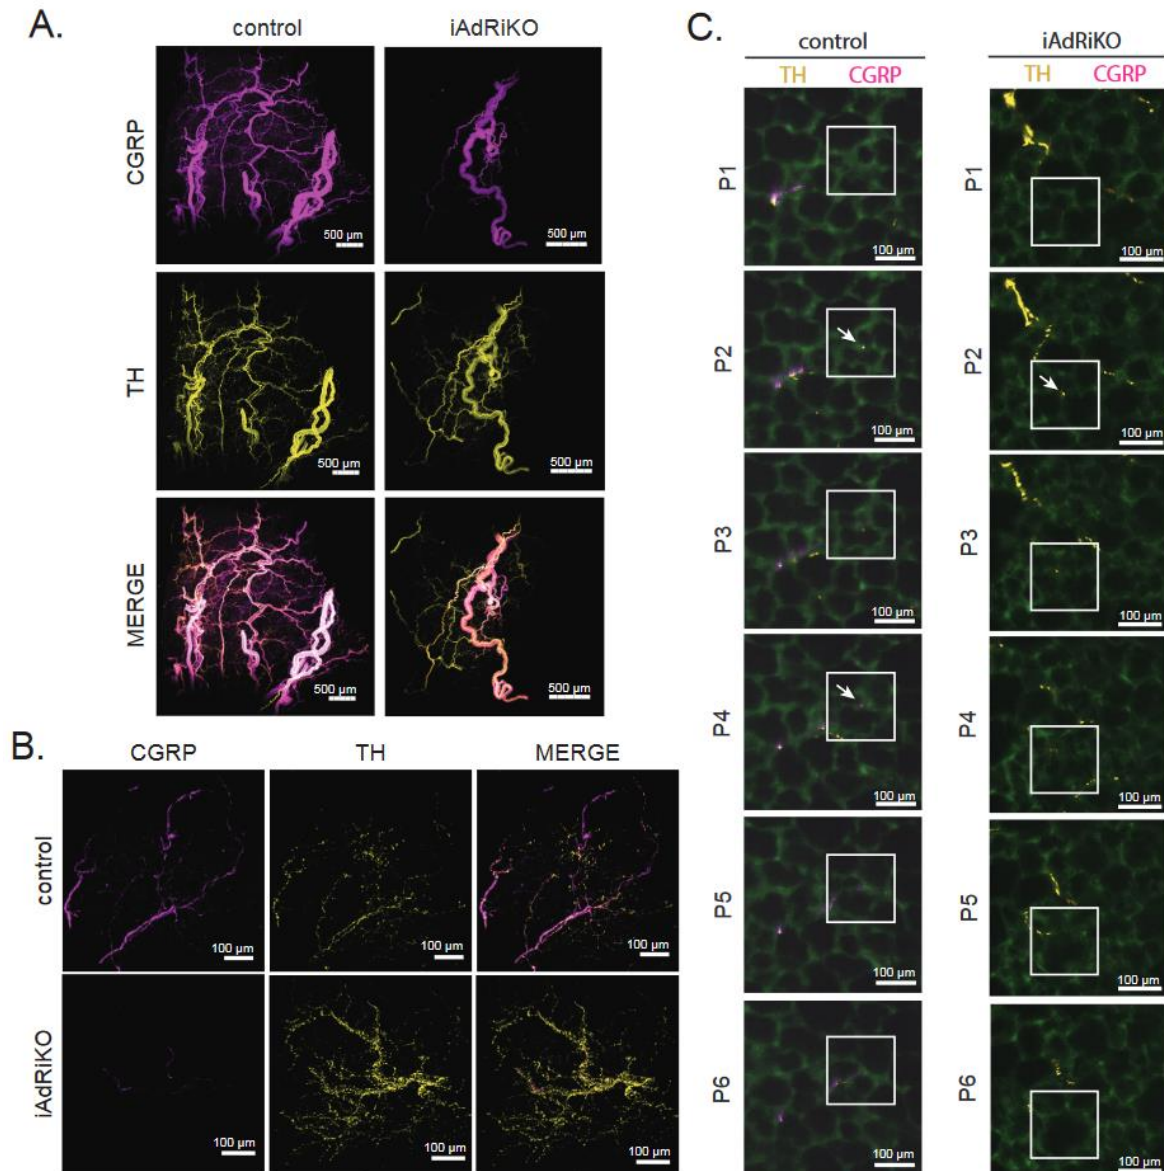 A.
control iAdRiKO
CGRP
500 µm 500 µm
TH
500 µm 500 µm
MERGE
500 µm 500 µm
B.
CGRP TH MERGE
control
100 µm 100 µm 100 µm
iAdRiKO
100 µm 100 µm 100 µm
C.
control iAdRiKO
TH CGRP TH CGRP
P1 P1
100 µm 100 µm
P2 P2
100 µm 100 µm
P3 P3
100 µm 100 µm
P4 P4
100 µm 100 µm
P5 P5
100 µm 100 µm
P6 P6
100 µm 100 µm